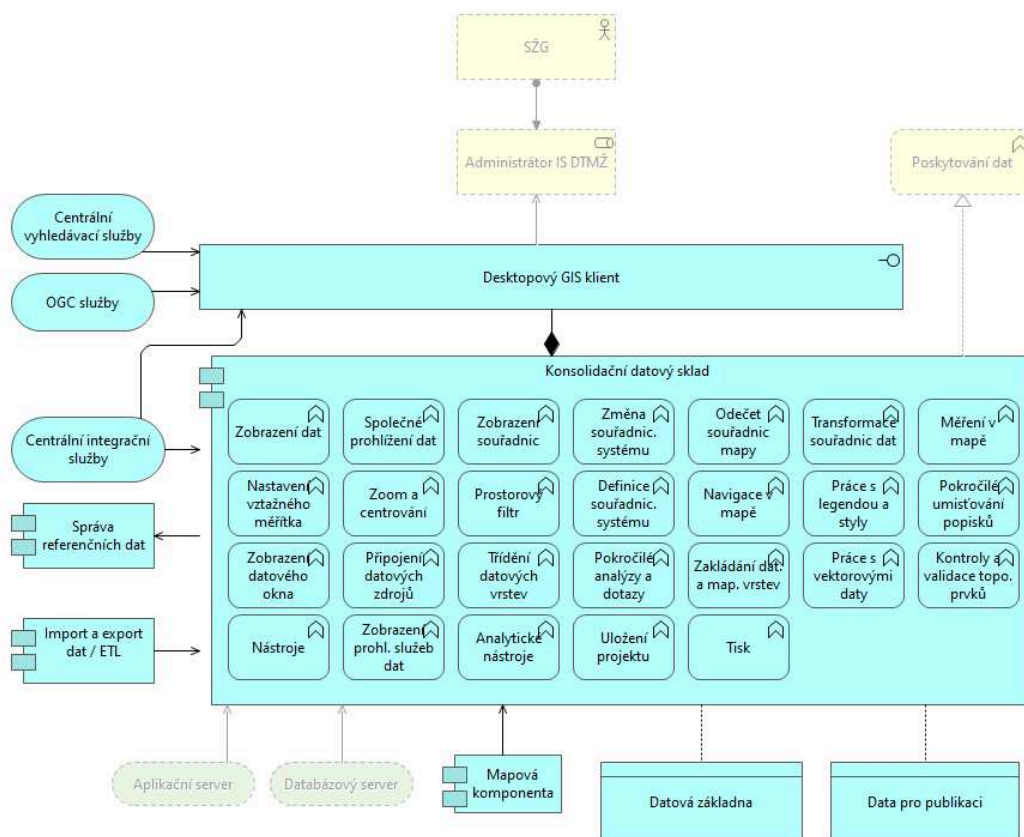 SŽG
Administrátor IS DTMŽ
Poskytování dat
Centrální
vyhledávací služby
OGC služby
Desktopový GIS klient
Centrální integrační
služby
Správa
referenčních dat
Import a export
dat / ETL
Konsolidační datový sklad
Zobrazení dat
Společné
prohlížení dat
Zobrazení
souřadnic
Změna
souřadnic.
systému
Odečet
souřadnic
mapy
Transformace
souřadnic dat
Měření v
mapě
Nastavení
vztažného
měřítka
Zoom a
centrování
Prostorový
filtr
Definice
souřadnic.
systému
Navigace v
mapě
Práce s
legendou a
styly
Pokročilé
umisťování
popisků
Zobrazení
datového
okna
Připojení
datových
zdrojů
Třídění
datových
vrstev
Pokročilé
analýzy a
dotazy
Zakládání dat.
a map. vrstev
Práce s
vektorovými
daty
Kontroly a
validace topo.
prvků
Nástroje
Zobrazení
prohl. služeb
dat
Analytické
nástroje
Uložení
projektu
Tisk
Aplikační server
Databázový server
Mapová
komponenta
Datová základna
Data pro publikaci